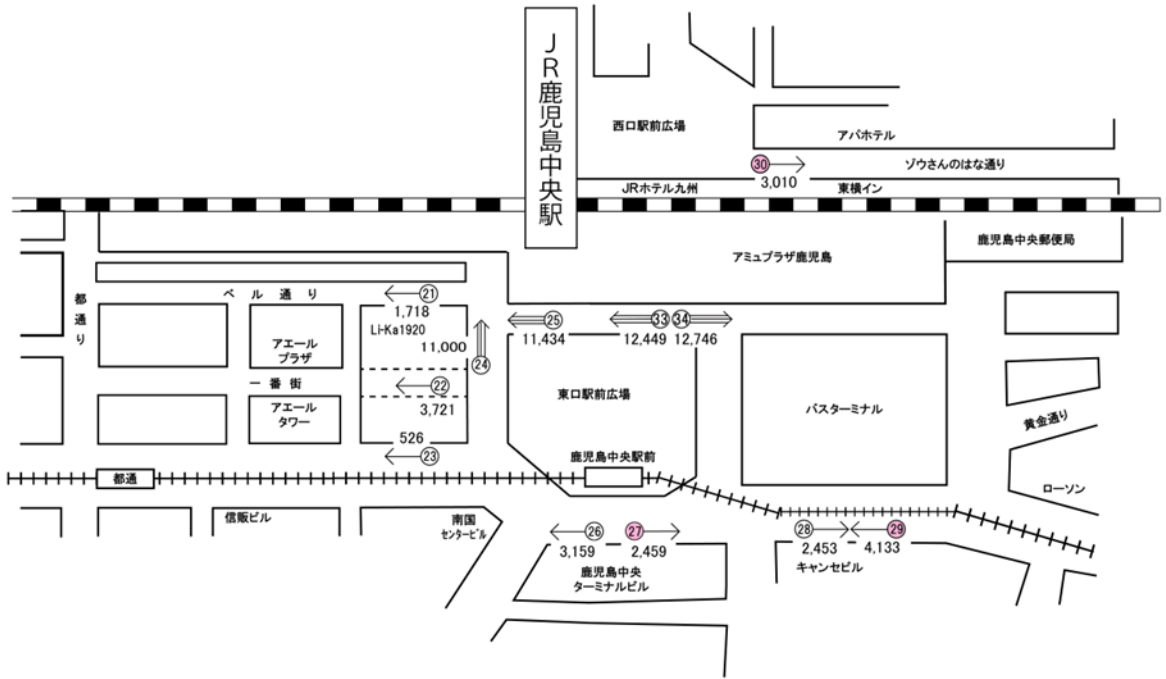 JR鹿児島中央駅
西口駅前広場
アパホテル
㉚
ゾウさんのはな通り
3,010
JRホテル九州
東横イン
アミュプラザ鹿児島
鹿児島中央郵便局
都通り
ベル通り
㉑
1,718
Li-Ka1920
11,000
㉔
アエール
プラザ
一番街
㉒
3,721
アエール
タワー
526
㉓
㉕
11,434
㉝
12,449
㉞
12,746
東口駅前広場
バスターミナル
黄金通り
鹿児島中央駅前
都通
ローソン
信販ビル
南国
センタービル
㉖
3,159
㉗
2,459
鹿児島中央
ターミナルビル
㉘
2,453
㉙
4,133
キャンセビル